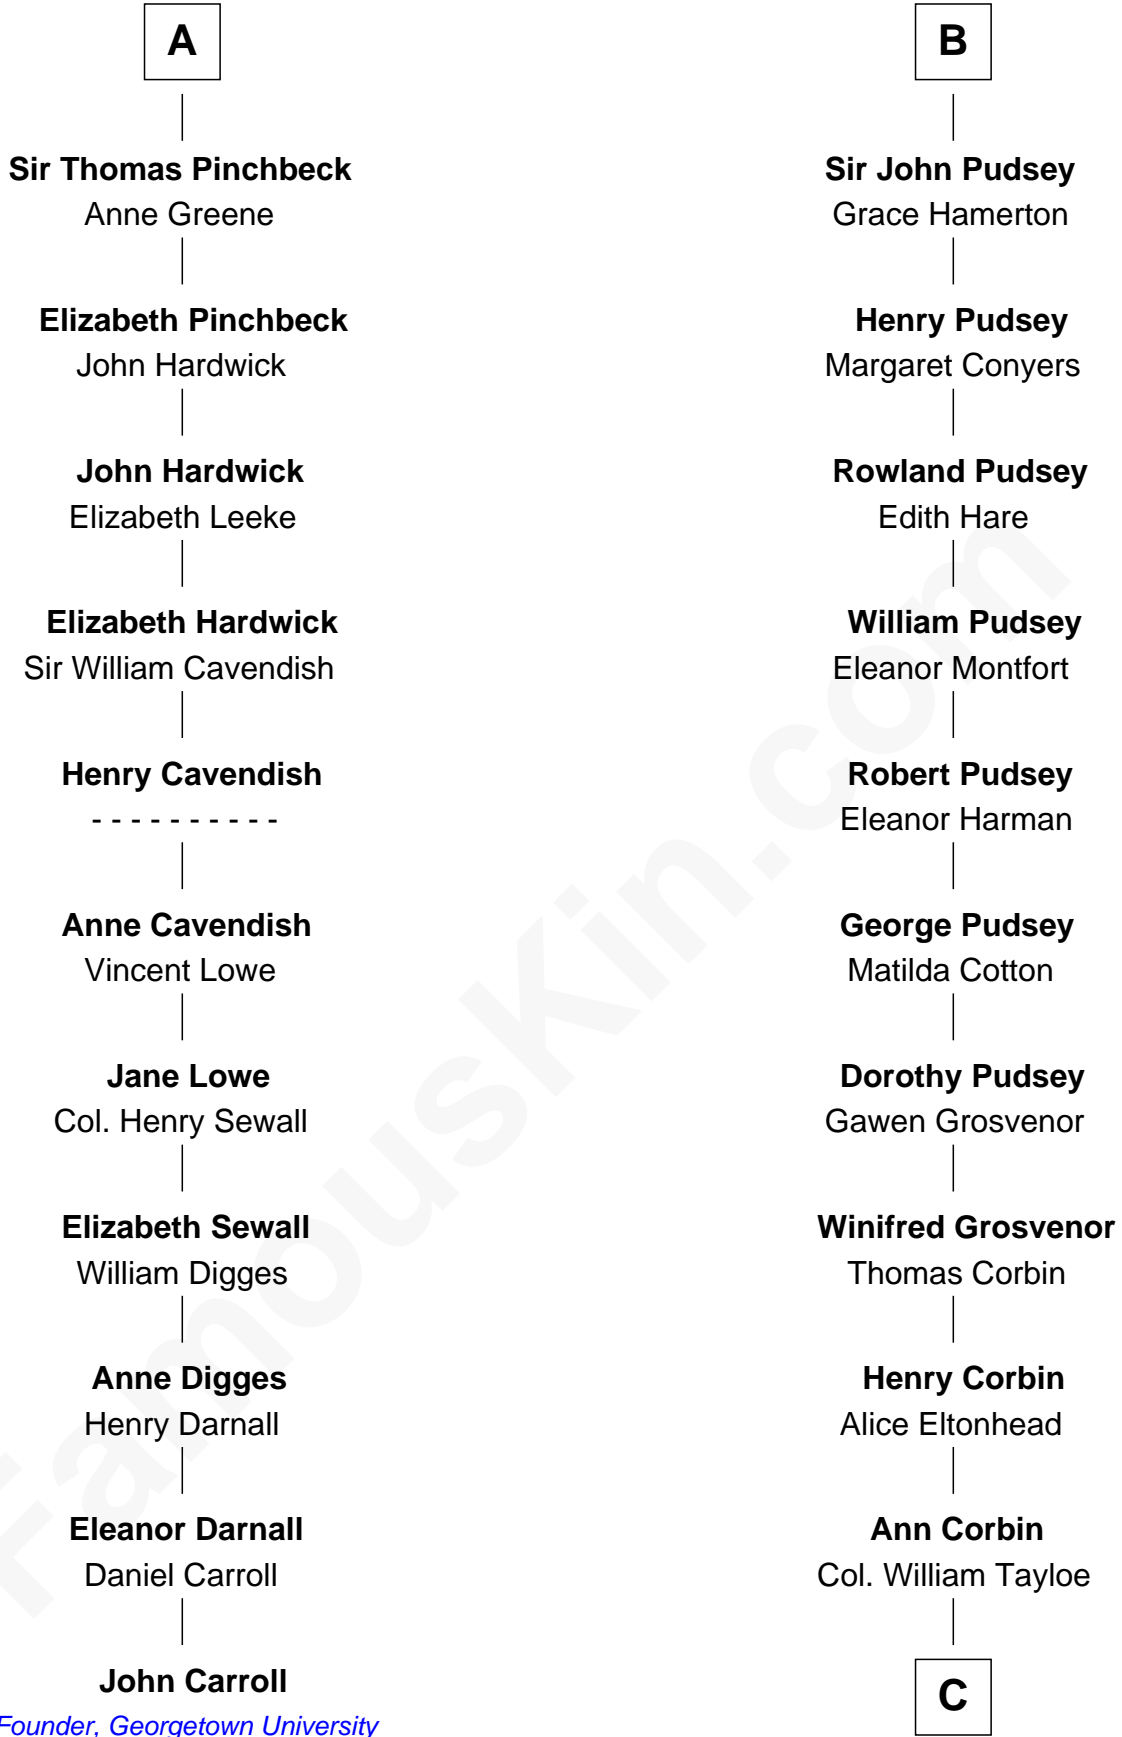 A
Sir Thomas Pinchbeck
Anne Greene
Elizabeth Pinchbeck
John Hardwick
John Hardwick
Elizabeth Leeke
Elizabeth Hardwick
Sir William Cavendish
Henry Cavendish
- - - - - - - - - -
Anne Cavendish
Vincent Lowe
Jane Lowe
Col. Henry Sewall
Elizabeth Sewall
William Digges
Anne Digges
Henry Darnall
Eleanor Darnall
Daniel Carroll
John Carroll
Founder, Georgetown University
B
Sir John Pudsey
Grace Hamerton
Henry Pudsey
Margaret Conyers
Rowland Pudsey
Edith Hare
William Pudsey
Eleanor Montfort
Robert Pudsey
Eleanor Harman
George Pudsey
Matilda Cotton
Dorothy Pudsey
Gawen Grosvenor
Winifred Grosvenor
Thomas Corbin
Henry Corbin
Alice Eltonhead
Ann Corbin
Col. William Tayloe
C
FamousKin.com